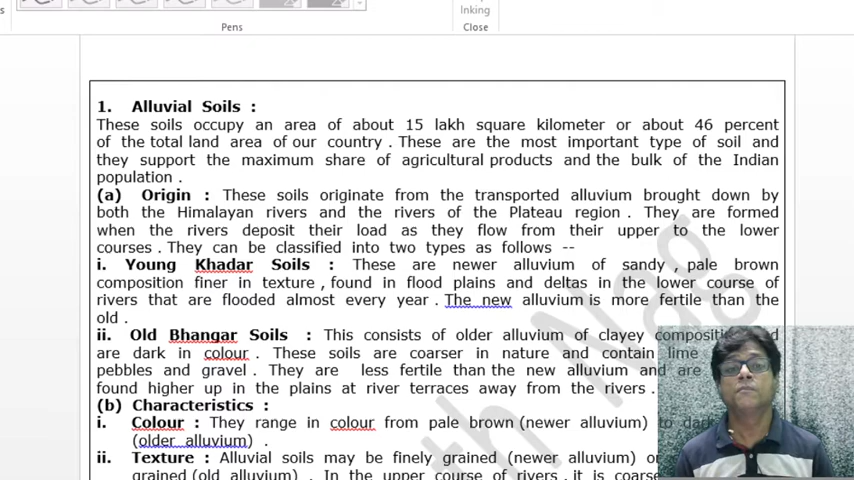 Inking
Pens
Close
1. Alluvial Soils :
These soils occupy an area of about 15 lakh square kilometer or about 46 percent
of the total land area of our country . These are the most important type of soil and
they support the maximum share of agricultural products and the bulk of the Indian
population .
(a) Origin : These soils originate from the transported alluvium brought down by
both the Himalayan rivers and the rivers of the Plateau region . They are formed
when the rivers deposit their load as they flow from their upper to the lower
courses . They can be classified into two types as follows --
i. Young Khadar Soils : These are newer alluvium of sandy , pale brown
composition finer in texture , found in flood plains and deltas in the lower course of
rivers that are flooded almost every year . The new alluvium is more fertile than the
old .
ii. Old Bhangar Soils : This consists of older alluvium of clayey
are dark in colour . These soils are coarser in nature and contain lime
pebbles and gravel . They are less fertile than the new alluvium and are
found higher up in the plains at river terraces away from the rivers .
(b) Characteristics :
i. Colour : They range in colour from pale brown (newer alluvium)
(older alluvium) .
ii. Texture : Alluvial soils may be finely grained (newer alluvium)
grained (old alluvium) . In the upper course of rivers , it is